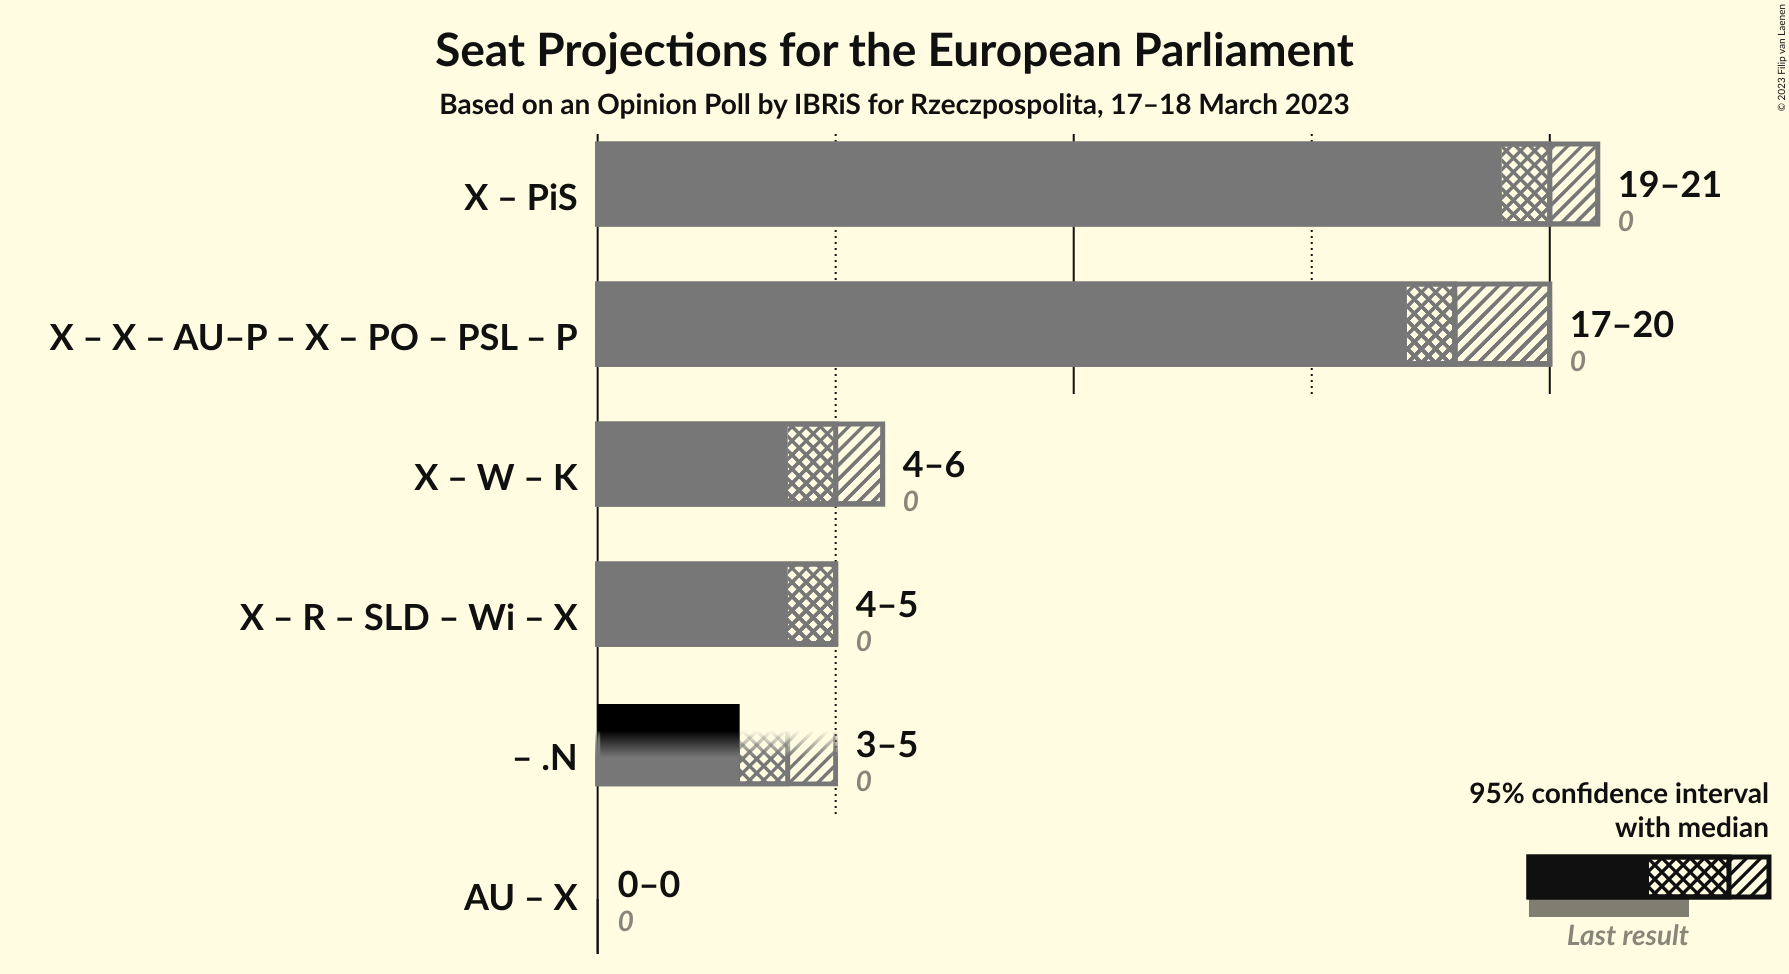 Seat Projections for the European Parliament
Based on an Opinion Poll by IBRiS for Rzeczpospolita, 17–18 March 2023
© 2023 Filip van Laenen
X – PiS
19–21
0
X – X – AU–P – X – PO – PSL – P
17–20
0
X – W – K
4–6
0
X – R – SLD – Wi – X
4–5
0
– .N
3–5
0
AU – X
0–0
0
95% confidence interval
with median
Last result